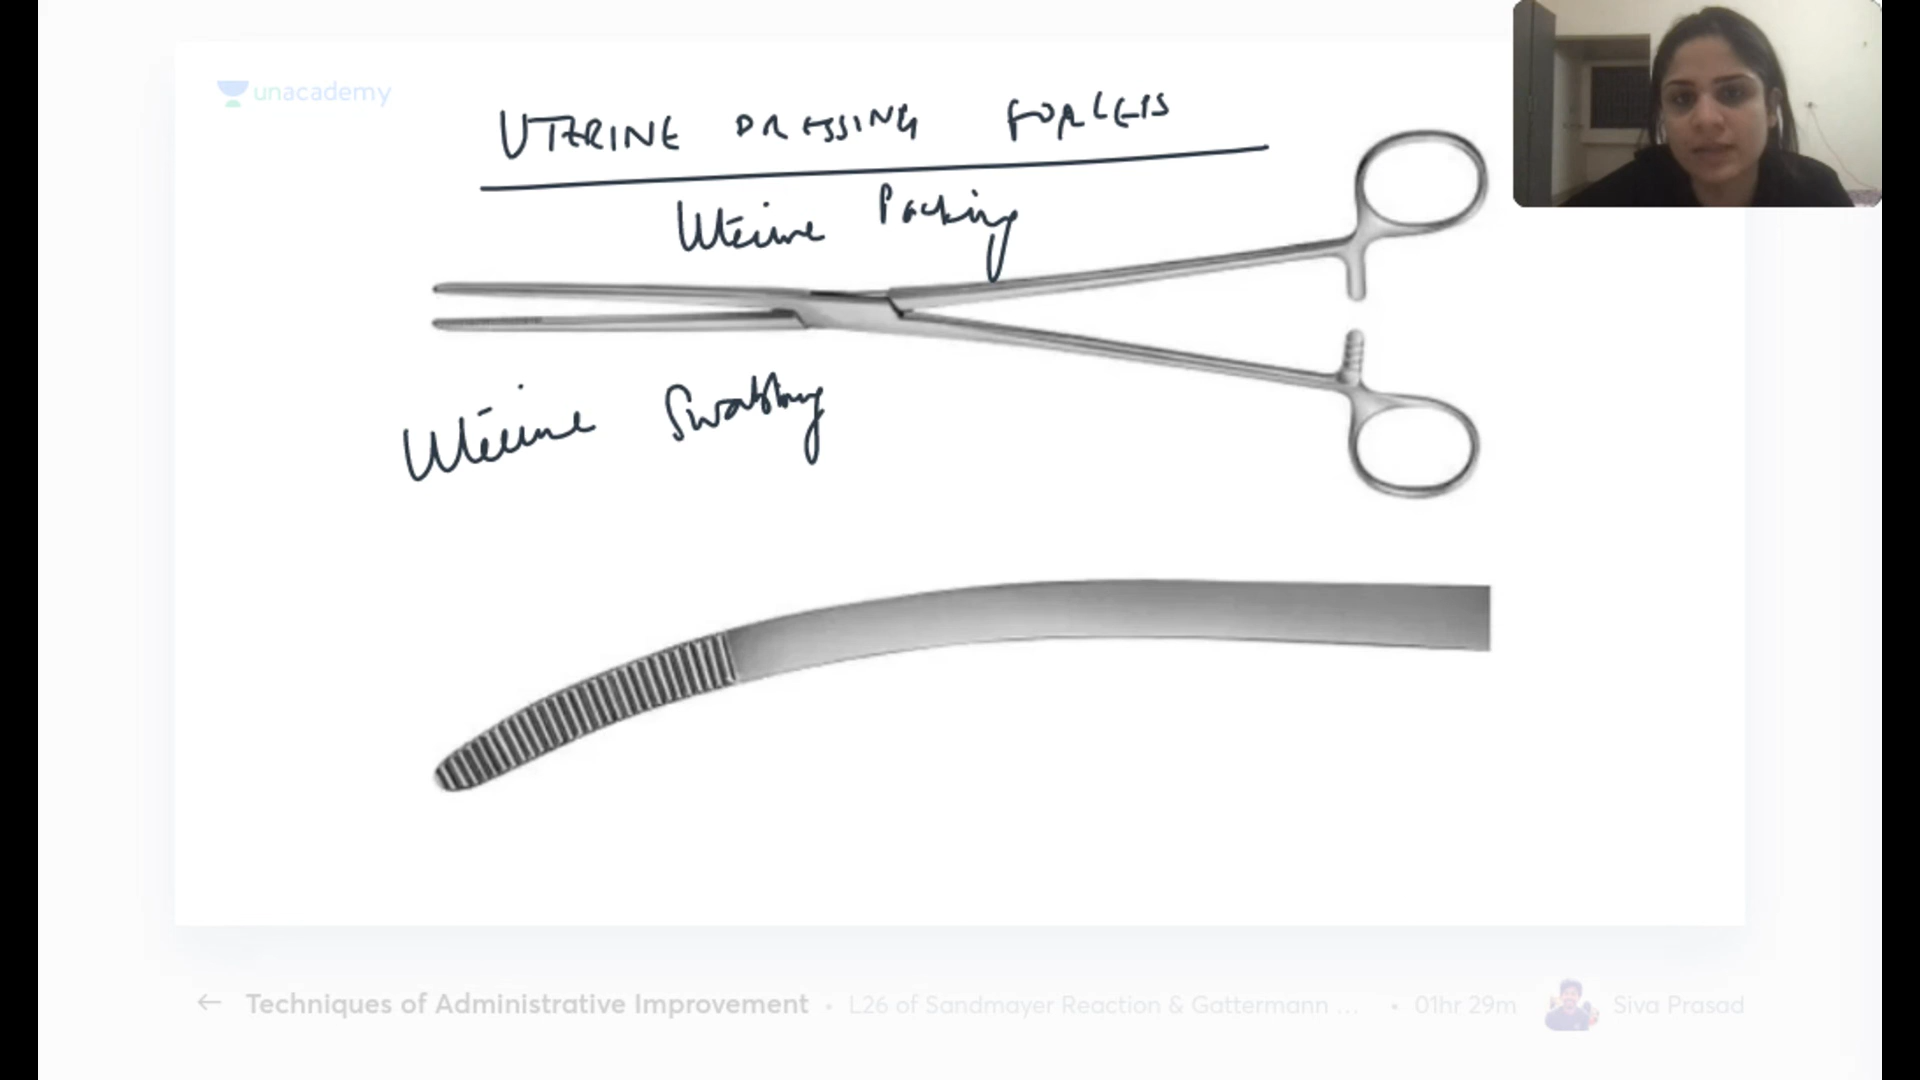 unacademy
UTERINE DRESSING FORCEPS
Uterine Packing
Uterine Swabbing
← Techniques of Administrative Improvement • L26 of Sandmayer Reaction & Gattermann ... • 01hr 29m Siva Prasad